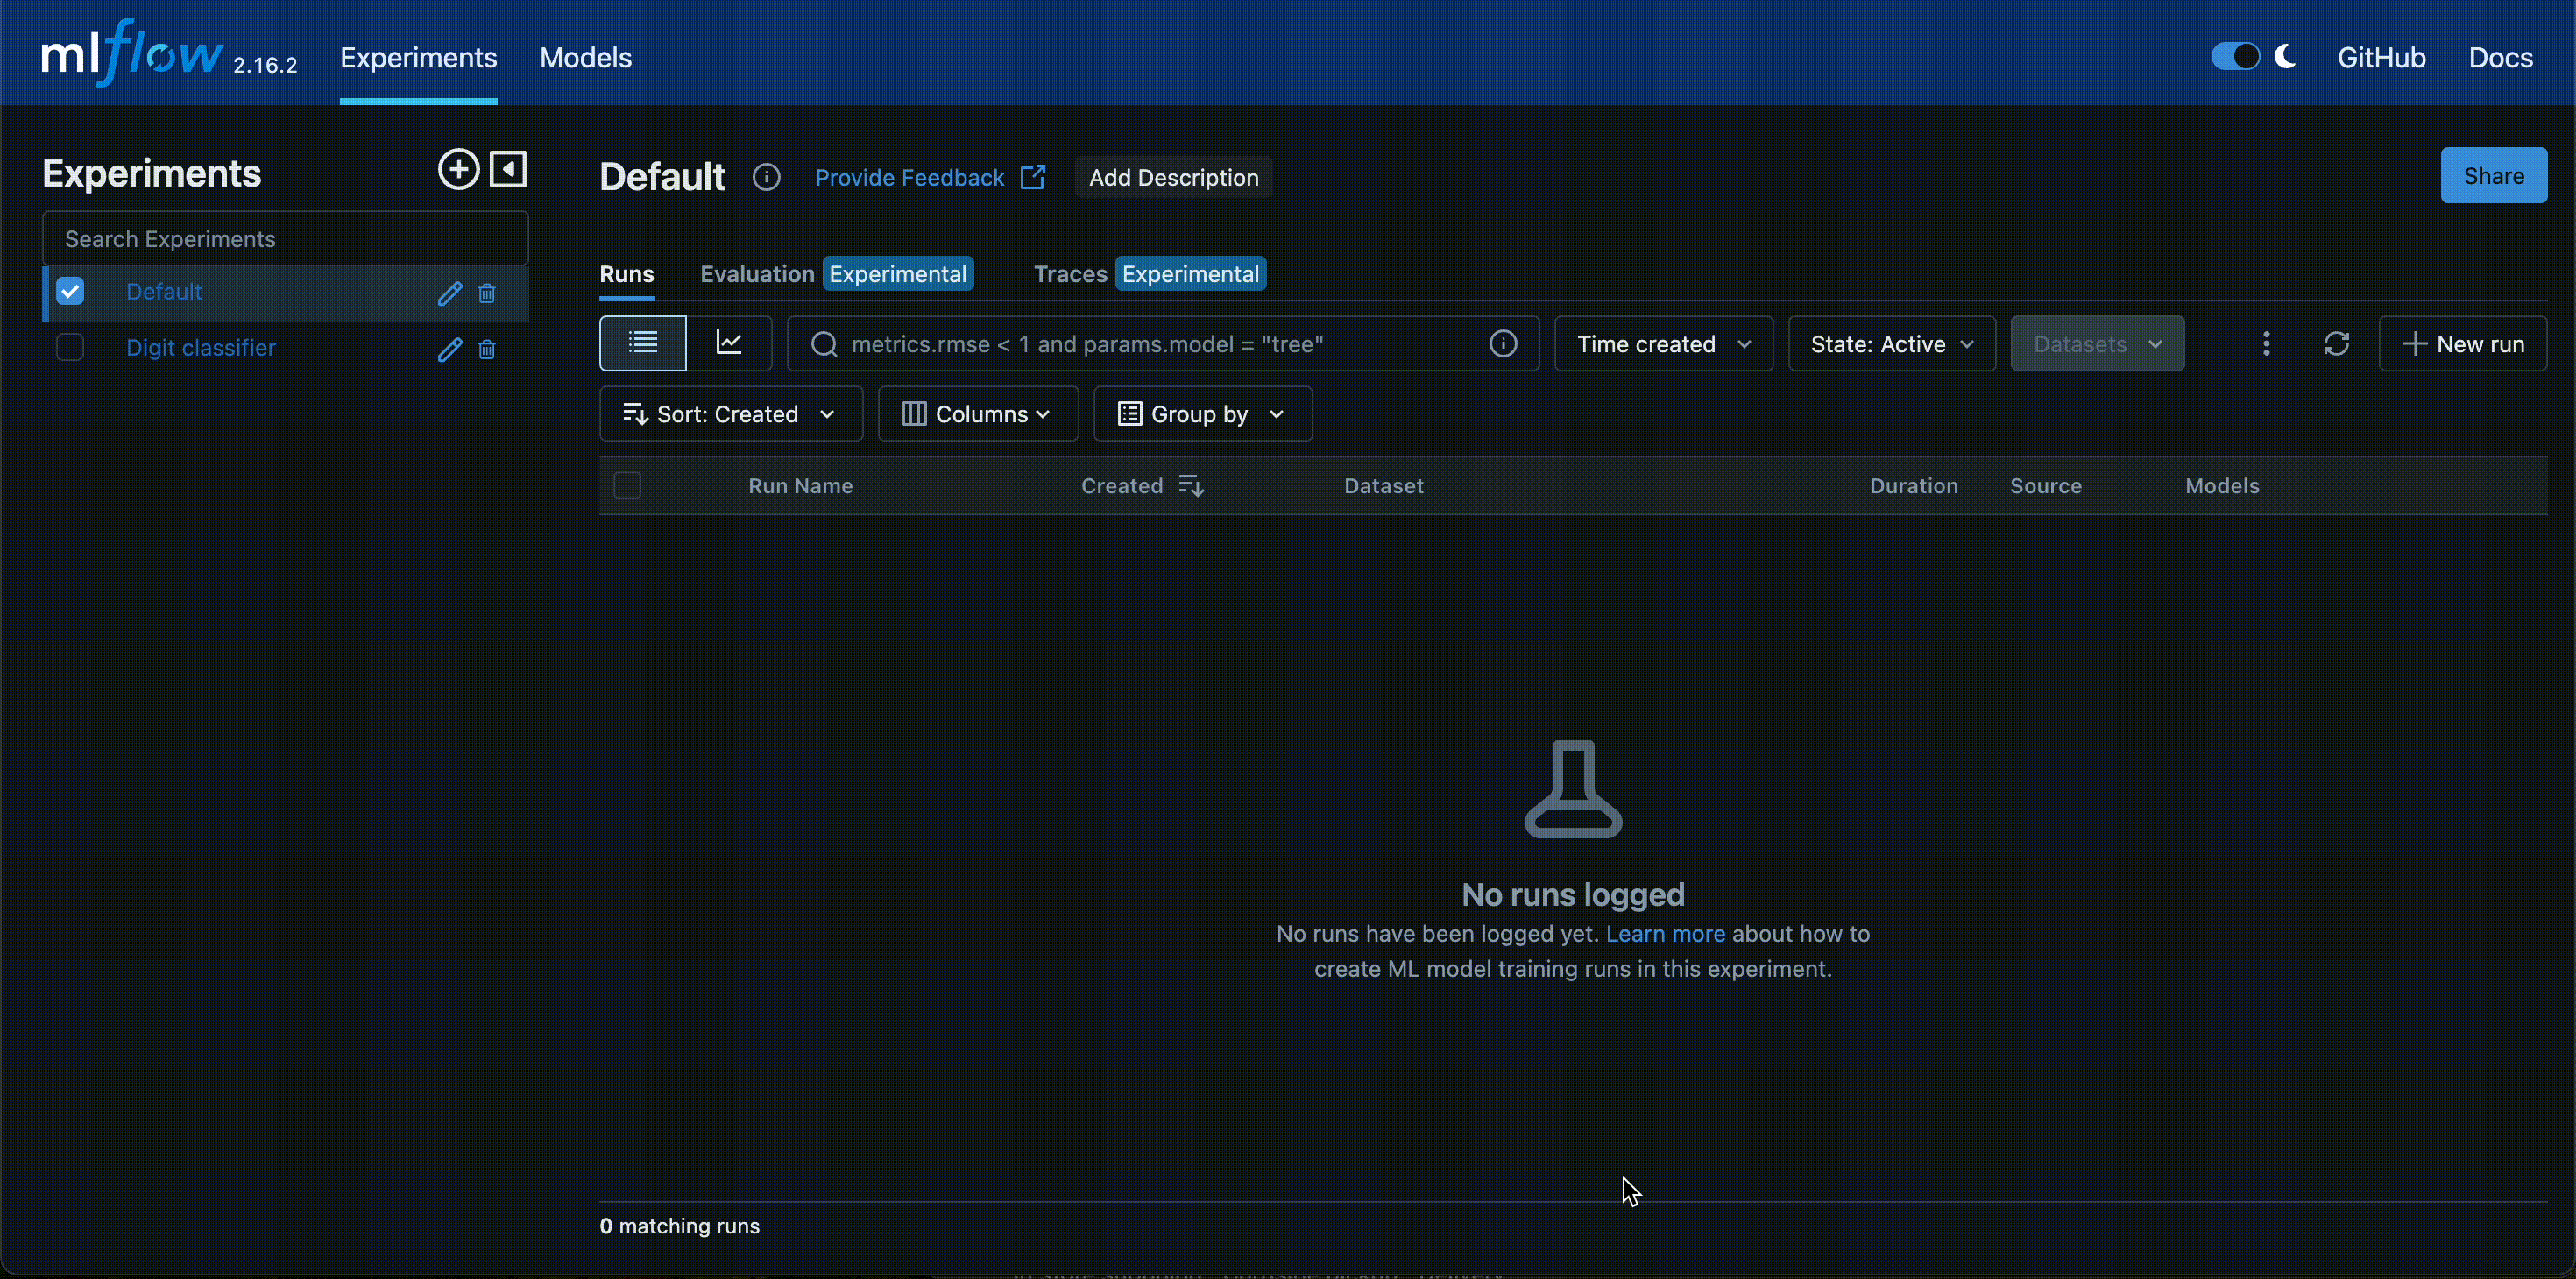 mlflow 2.16.2 Experiments Models GitHub Docs
Experiments
Search Experiments
Default
Digit classifier
Default Provide Feedback Add Description Share
Runs Evaluation Experimental Traces Experimental
metrics.rmse < 1 and params.model = "tree" Time created State: Active Datasets New run
Sort: Created Columns Group by
Run Name Created Dataset Duration Source Models
No runs logged
No runs have been logged yet. Learn more about how to
create ML model training runs in this experiment.
0 matching runs